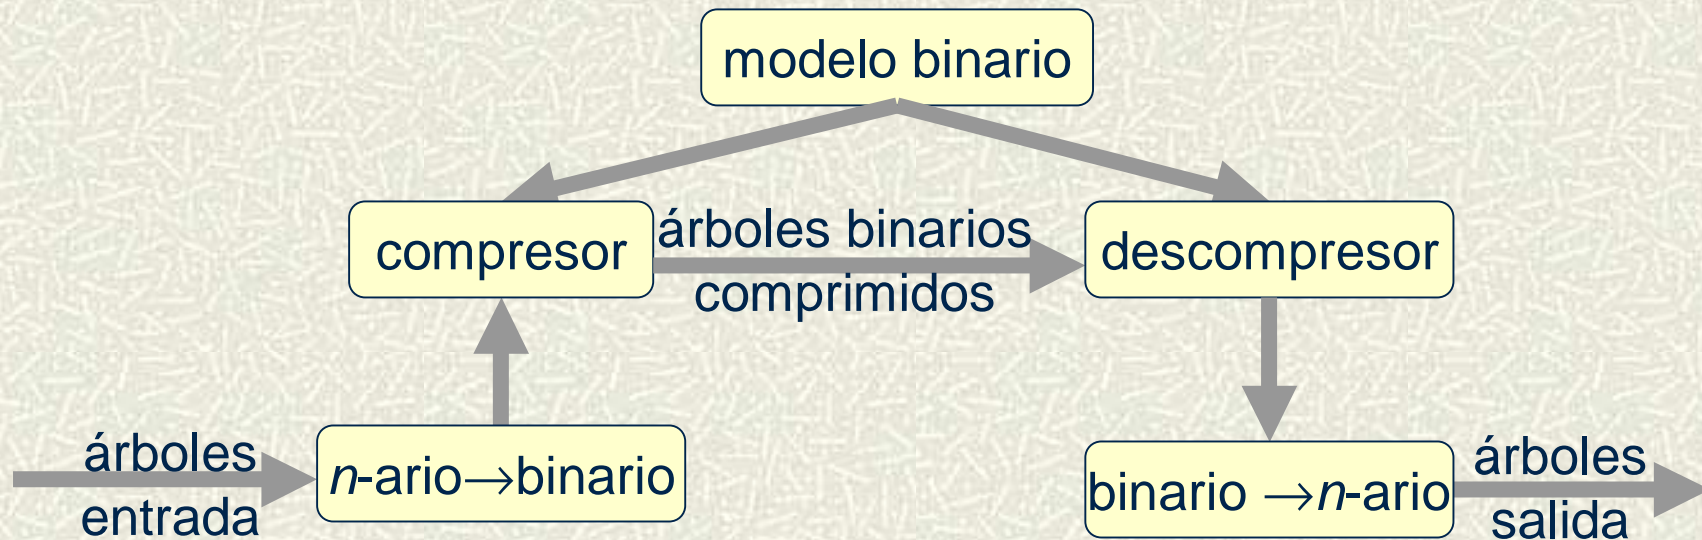 modelo binario
compresor
árboles binarios
comprimidos
descompresor
árboles
entrada
n-ario→binario
binario →n-ario
árboles
salida